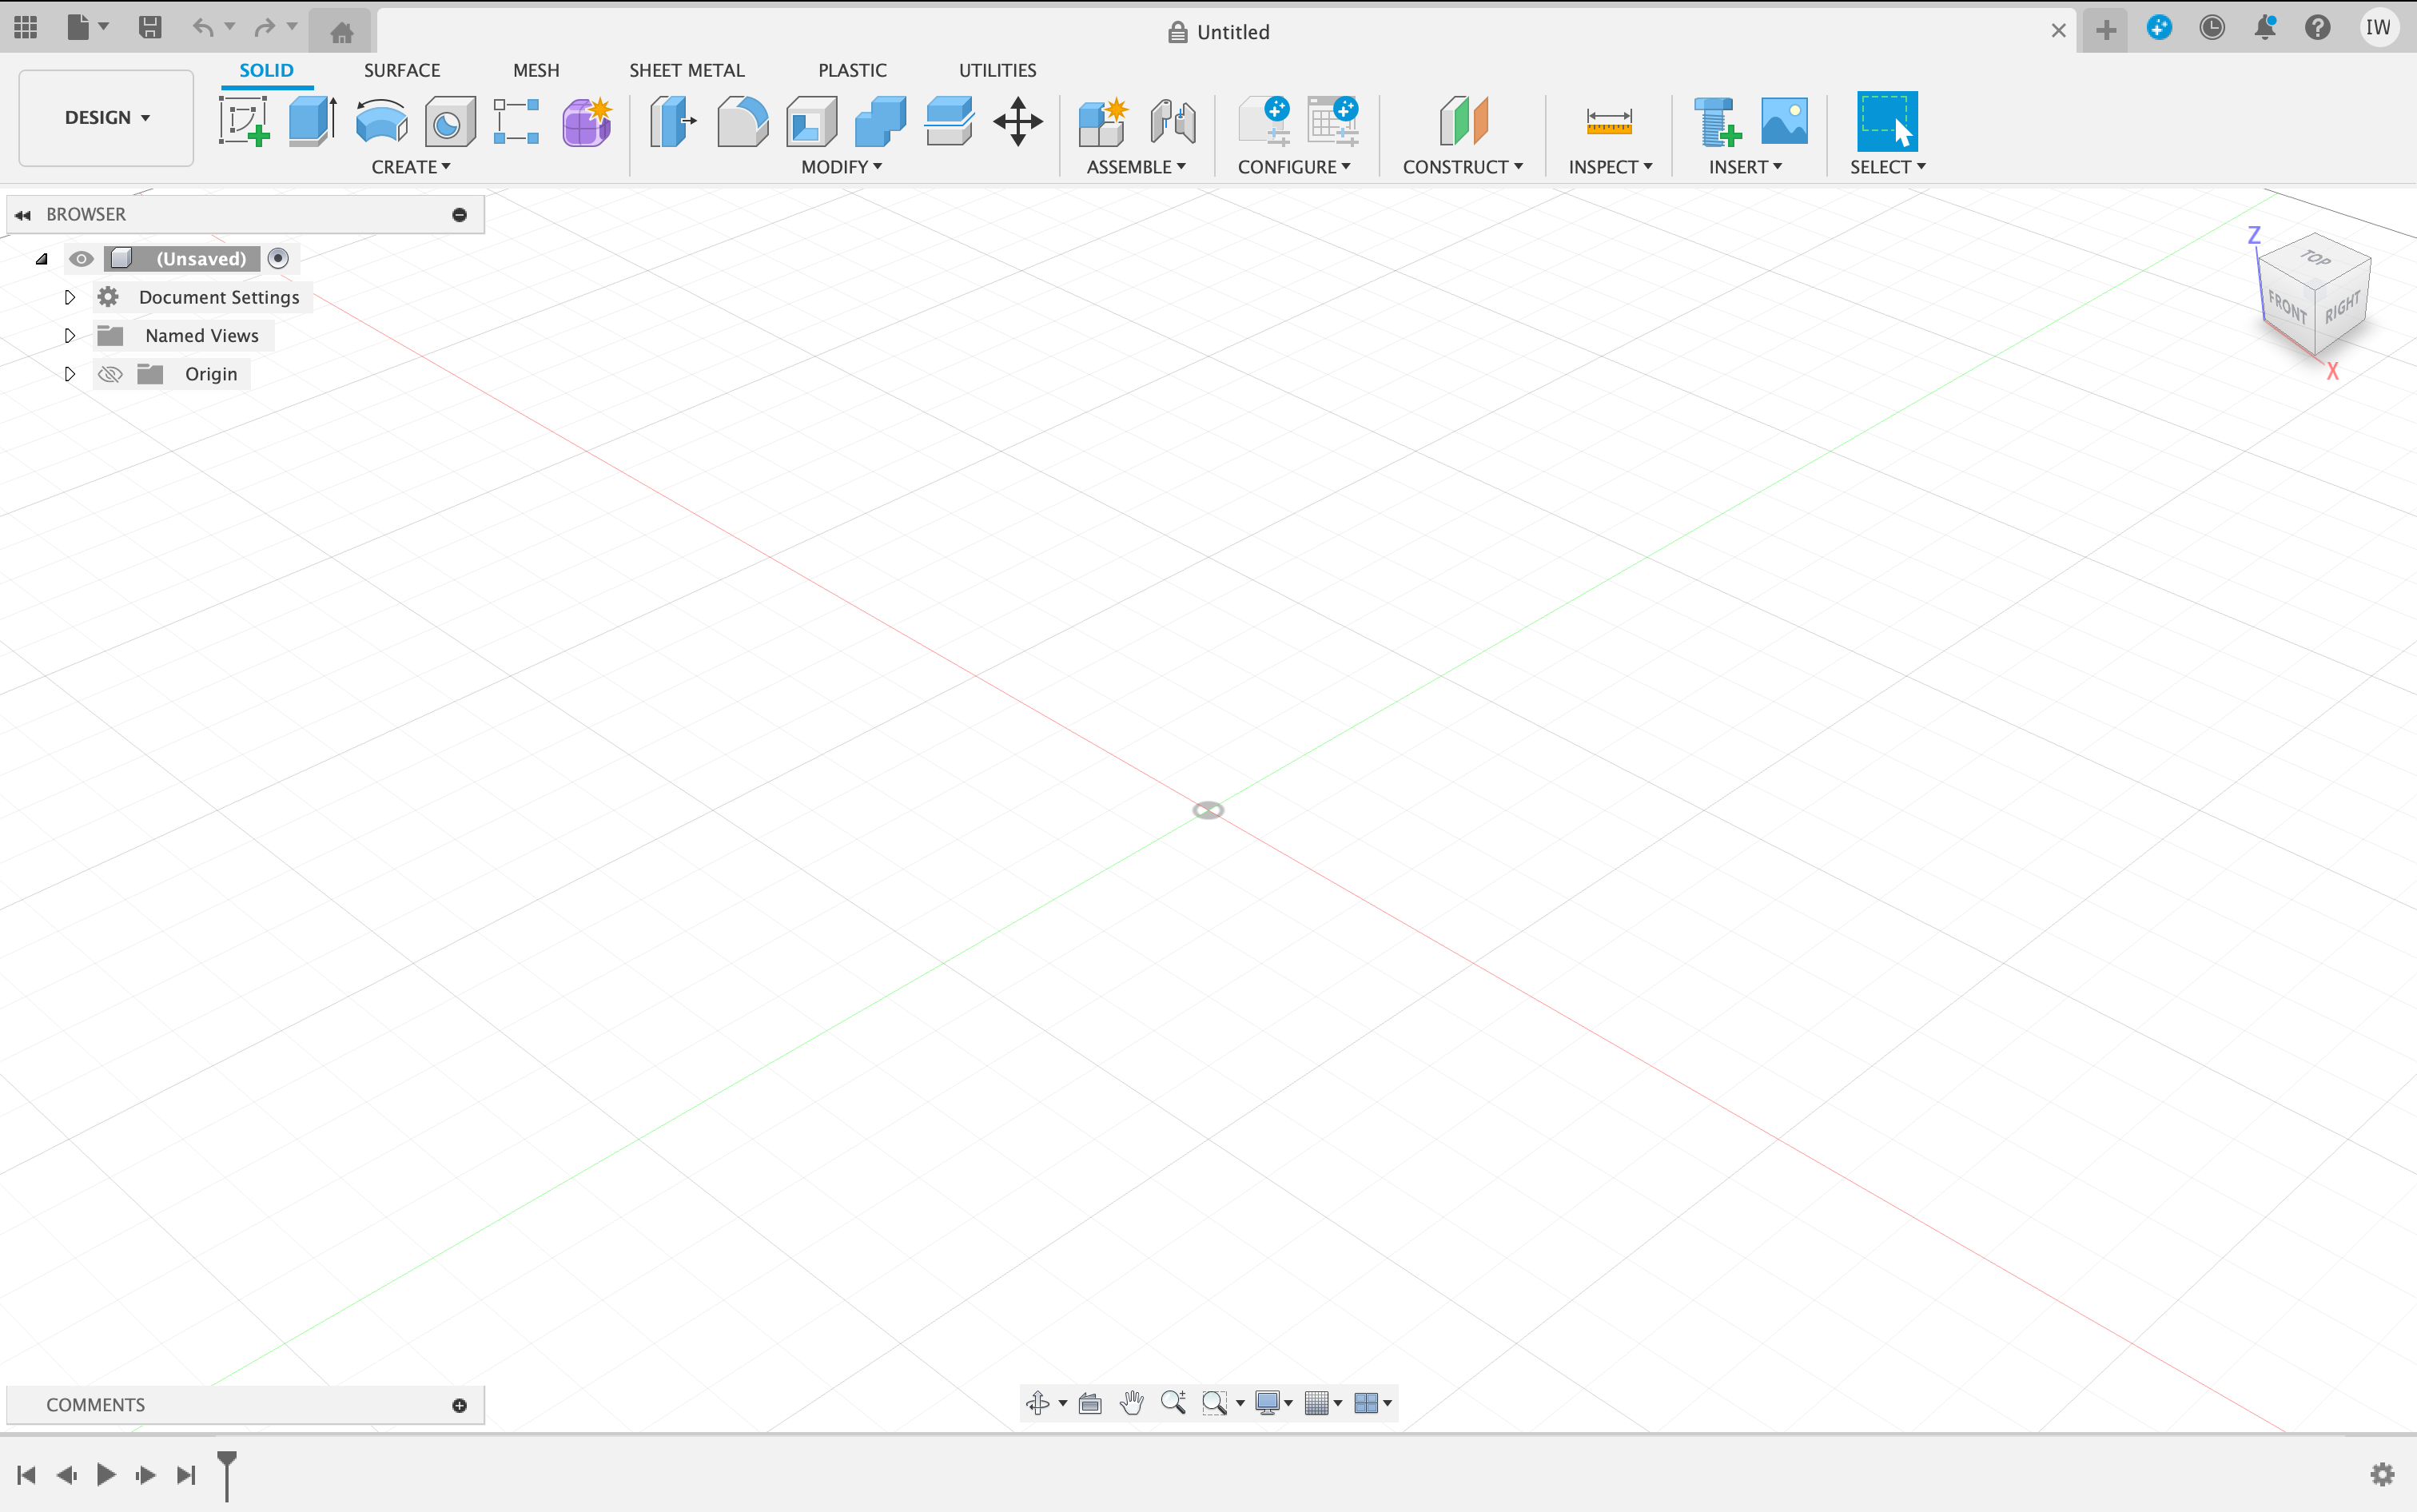 Untitled
IW
DESIGN
SOLID
SURFACE
MESH
SHEET METAL
PLASTIC
UTILITIES
CREATE
MODIFY
ASSEMBLE
CONFIGURE
CONSTRUCT
INSPECT
INSERT
SELECT
BROWSER
(Unsaved)
Document Settings
Named Views
Origin
Z
TOP
FRONT
RIGHT
X
COMMENTS